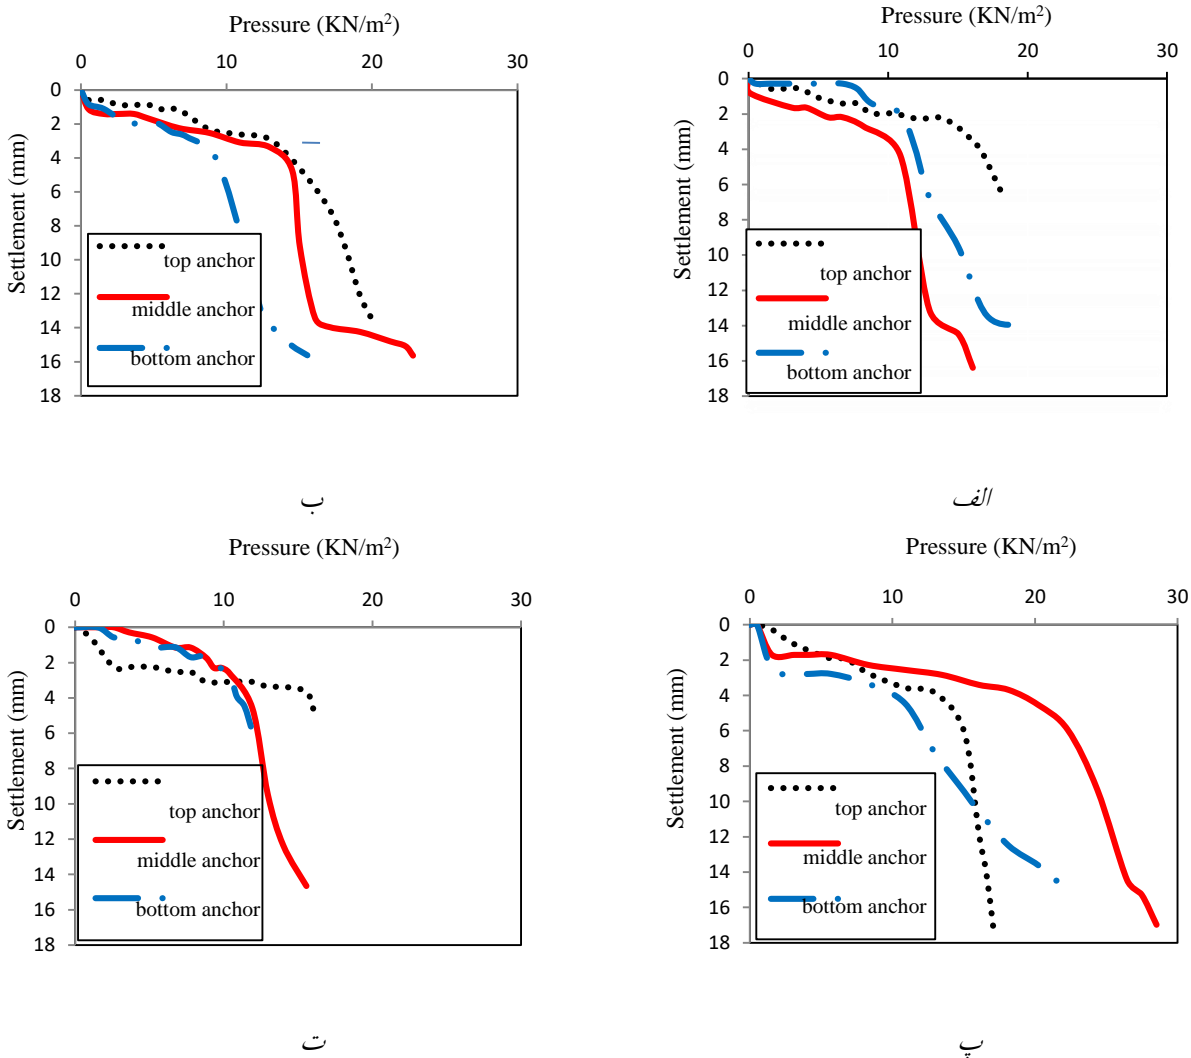 Pressure (KN/m²)
0 10 20 30
0
2
4
6
8
10
12
14
16
18
Settlement (mm)
top anchor
middle anchor
bottom anchor
الف
Pressure (KN/m²)
0 10 20 30
0
2
4
6
8
10
12
14
16
18
Settlement (mm)
top anchor
middle anchor
bottom anchor
ب
Pressure (KN/m²)
0 10 20 30
0
2
4
6
8
10
12
14
16
18
Settlement (mm)
top anchor
middle anchor
bottom anchor
پ
Pressure (KN/m²)
0 10 20 30
0
2
4
6
8
10
12
14
16
18
Settlement (mm)
top anchor
middle anchor
bottom anchor
ت